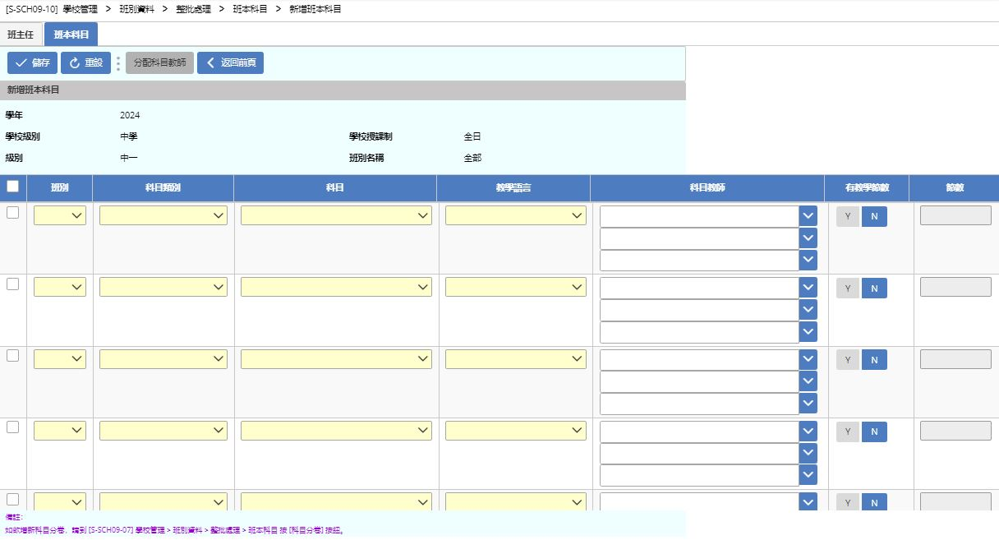 [S-SCH09-10] 學校管理 > 班別資料 > 整批處理 > 班本科目 > 新增班本科目
班主任 班本科目
儲存 重設 分配科目教師 返回前頁
新增班本科目
學年 2024
學校級別 中學 學校授課制 全日
級別 中一 班別名稱 全部
班別 科目類別 科目 教學語言 科目教師 有教學節數 節數
Y N
Y N
Y N
Y N
Y N
備註:
如欲增新科目分卷, 請到 [S-SCH09-07] 學校管理 > 班別資料 > 整批處理 > 班本科目 按 [科目分卷] 按鈕。